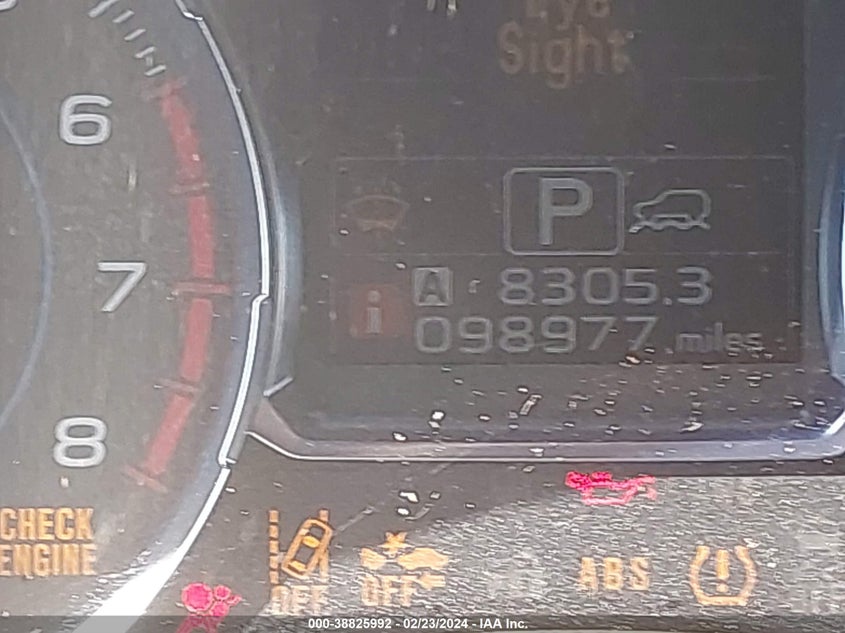 Eye
Sight
6
P
7
A 8305.3
i
098977 miles
8
CHECK
ENGINE
OFF
OFF
ABS
000-38825992 - 02/23/2024 - IAA Inc.